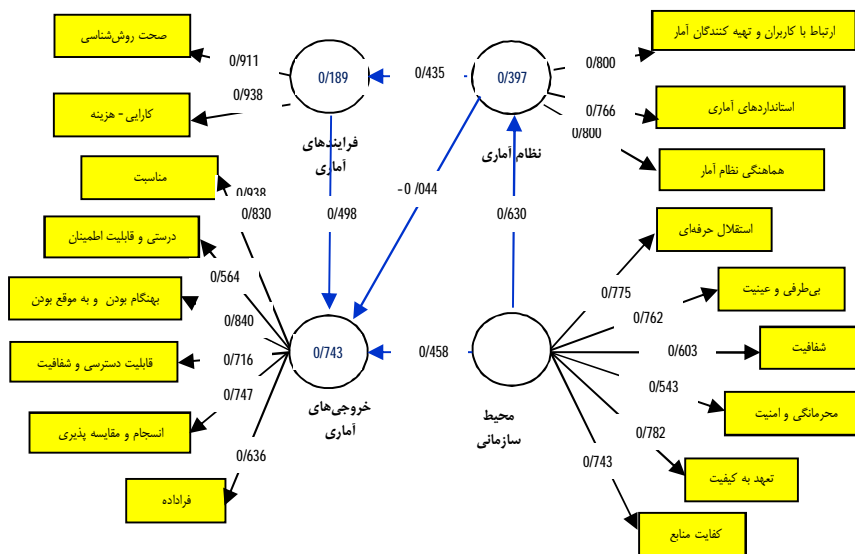 ارتباط با کاربران و تهیه کنندگان آمار
صحت روش‌شناسی
0/911
0/189
0/435
0/397
0/800
0/938
0/766
استانداردهای آماری
کارایی- هزینه
0/800
فرایندهای
آماری
نظام آماری
هماهنگی نظام آمار
مناسبت
0/938
0/830
-0/044
0/498
0/630
استقلال حرفه‌ای
درستی و قابلیت اطمینان
0/564
0/775
بی‌طرفی و عینیت
بهنگام بودن و به موقع بودن
0/840
0/762
قابلیت دسترسی و شفافیت
0/716
0/743
0/458
0/603
شفافیت
0/747
0/543
خروجی‌های
آماری
محیط
سازمانی
محرمانگی و امنیت
انسجام و مقایسه پذیری
0/636
0/782
0/743
تعهد به کیفیت
فراداده
کفایت منابع